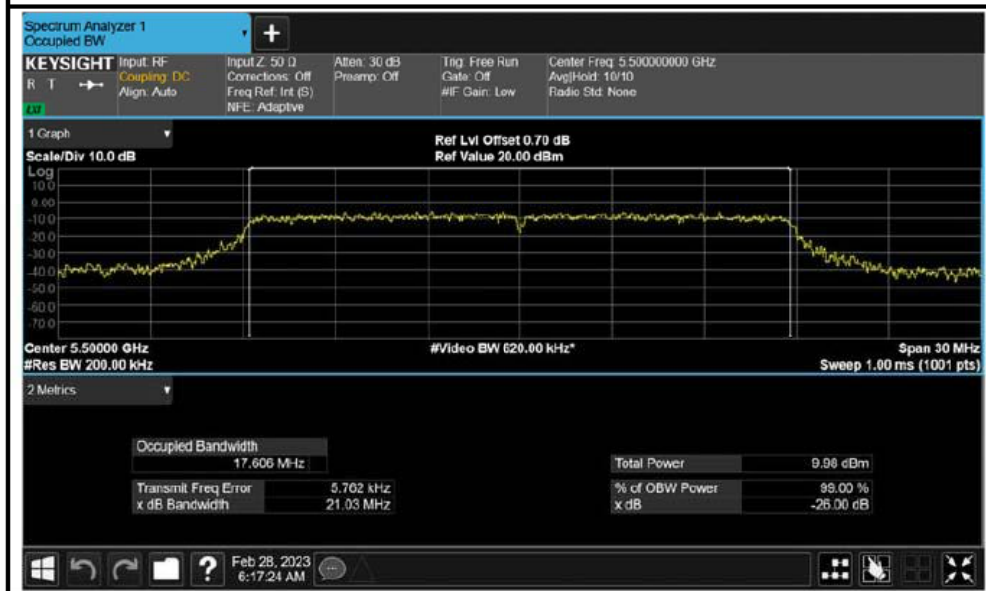 Spectrum Analyzer 1
Occupied BW
+
KEYSIGHT Input: RF Input Z: 50 Ω Atten: 30 dB Trig: Free Run Center Freq: 5.500000000 GHz
R T Coupling: DC Corrections: Off Preamp: Off Gate: Off Avg|Hold: 10/10
Align: Auto Freq Ref: Int (S) #IF Gain: Low Radio Std: None
LXI NFE: Adaptive
1 Graph
Ref Lvl Offset 0.70 dB
Scale/Div 10.0 dB Ref Value 20.00 dBm
Log
10.0
0.00
-10.0
-20.0
-30.0
-40.0
-50.0
-60.0
-70.0
Center 5.50000 GHz #Video BW 620.00 kHz* Span 30 MHz
#Res BW 200.00 kHz Sweep 1.00 ms (1001 pts)
2 Metrics
Occupied Bandwidth
17.606 MHz Total Power 9.98 dBm
Transmit Freq Error 5.762 kHz % of OBW Power 99.00 %
x dB Bandwidth 21.03 MHz x dB -26.00 dB
? Feb 28, 2023
6:17:24 AM